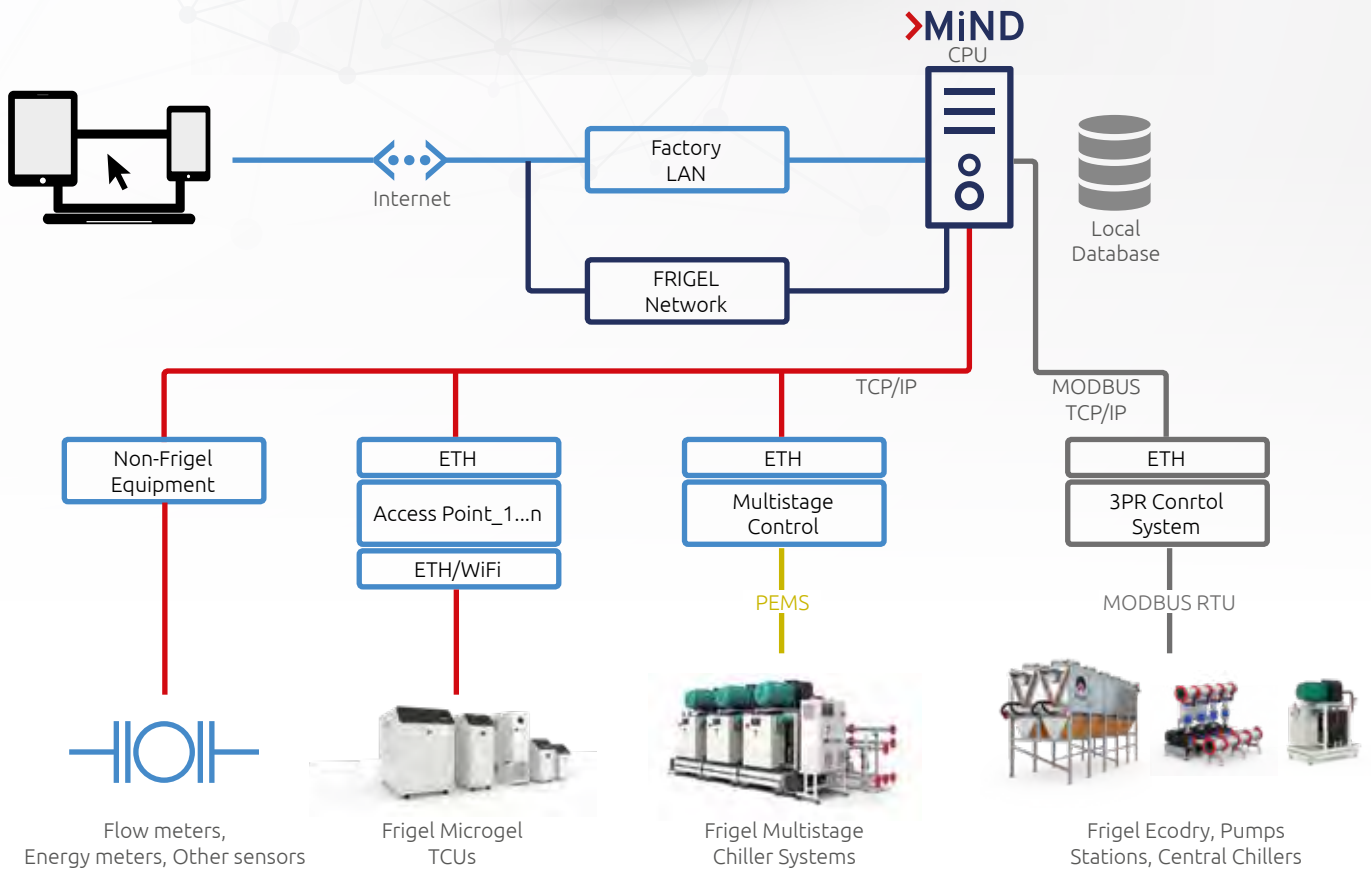 >MiND
CPU
Internet
Factory
LAN
FRIGEL
Network
Local
Database
TCP/IP
MODBUS
TCP/IP
Non-Frigel
Equipment
ETH
Access Point_1...n
ETH/WiFi
ETH
Multistage
Control
ETH
3PR Conrtol
System
PEMS
MODBUS RTU
Flow meters,
Energy meters, Other sensors
Frigel Microgel
TCUs
Frigel Multistage
Chiller Systems
Frigel Ecodry, Pumps
Stations, Central Chillers